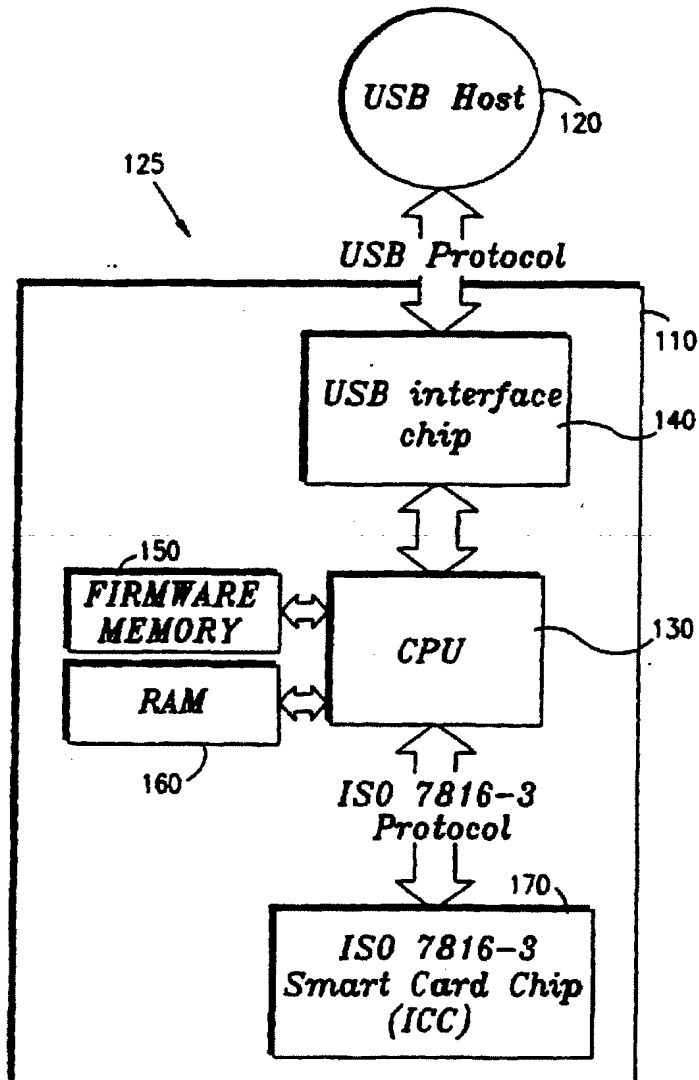 USB Host
120
125
USB Protocol
110
USB interface
chip
140
150
FIRMWARE
MEMORY
CPU
130
RAM
160
ISO 7816-3
Protocol
170
ISO 7816-3
Smart Card Chip
(ICC)